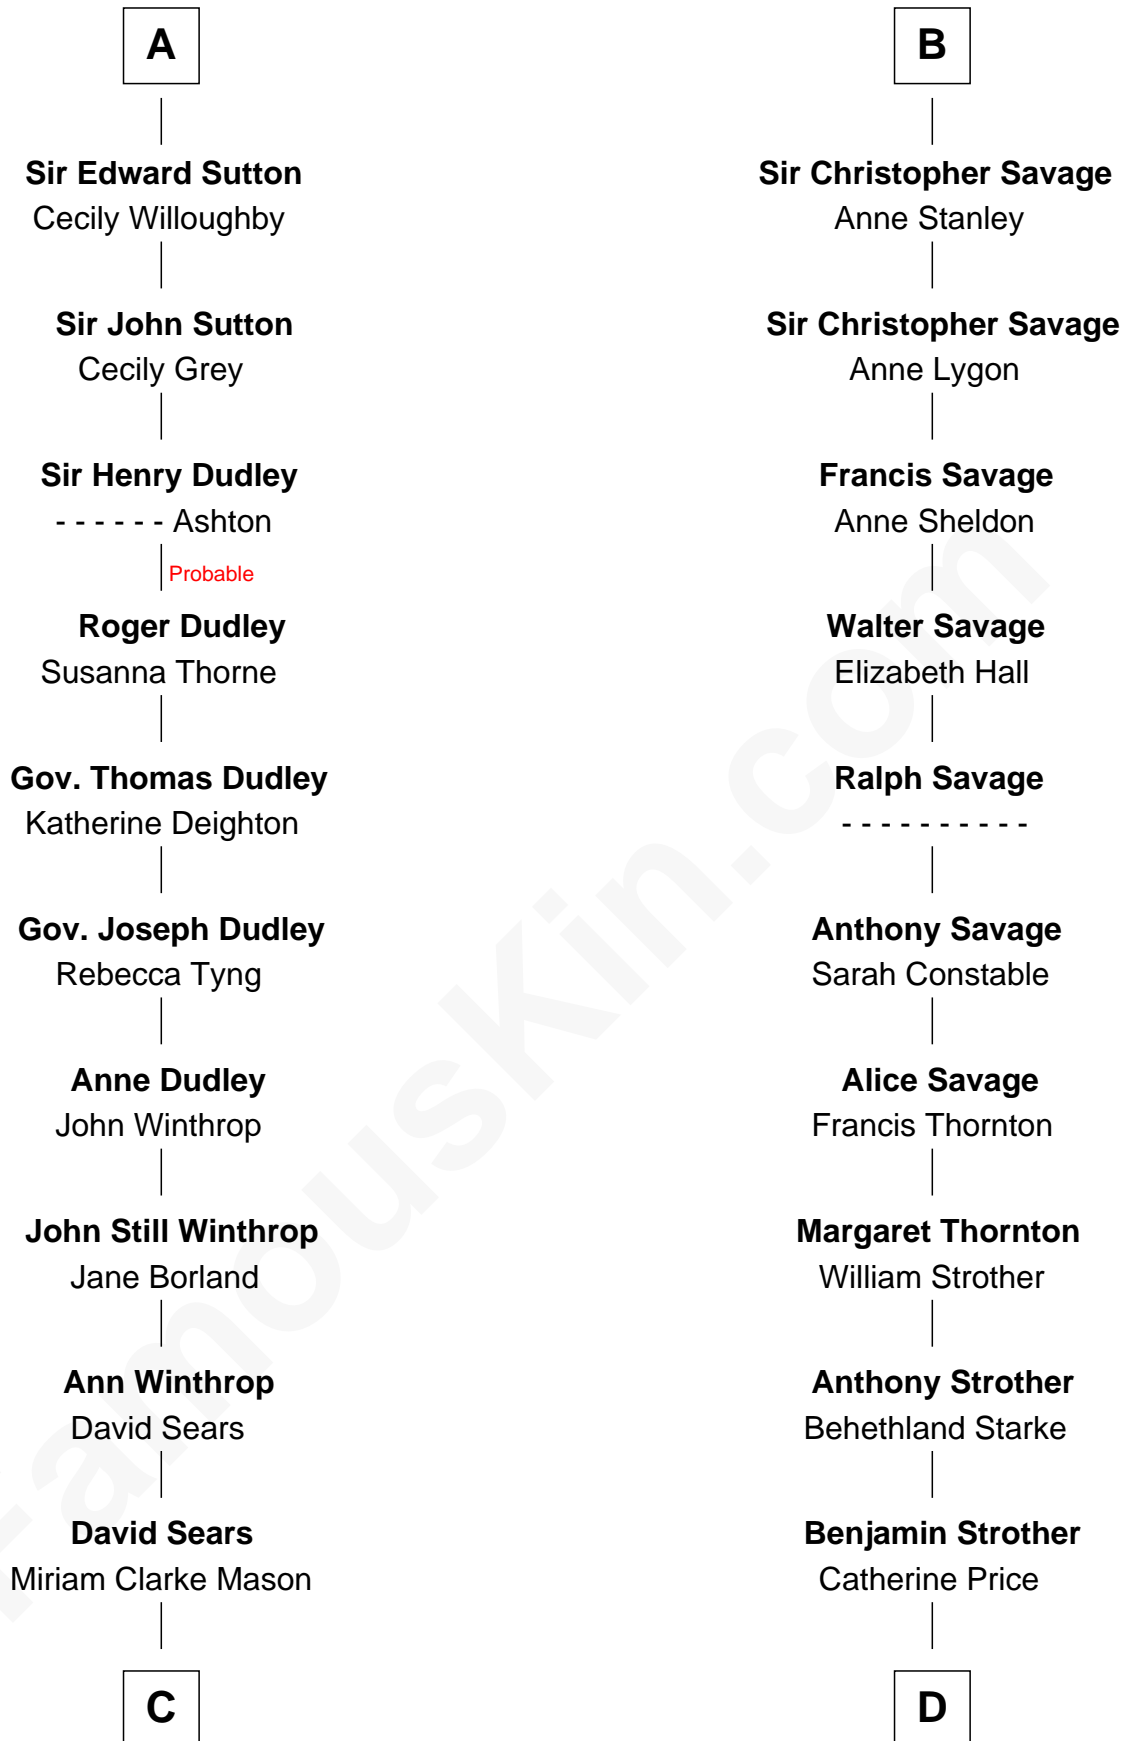 A
Sir Edward Sutton
Cecily Willoughby
Sir John Sutton
Cecily Grey
Sir Henry Dudley
- - - - - - Ashton
Probable
Roger Dudley
Susanna Thorne
Gov. Thomas Dudley
Katherine Deighton
Gov. Joseph Dudley
Rebecca Tyng
Anne Dudley
John Winthrop
John Still Winthrop
Jane Borland
Ann Winthrop
David Sears
David Sears
Miriam Clarke Mason
C
B
Sir Christopher Savage
Anne Stanley
Sir Christopher Savage
Anne Lygon
Francis Savage
Anne Sheldon
Walter Savage
Elizabeth Hall
Ralph Savage
- - - - - - - - - -
Anthony Savage
Sarah Constable
Alice Savage
Francis Thornton
Margaret Thornton
William Strother
Anthony Strother
Behethland Starke
Benjamin Strother
Catherine Price
D
FamousKin.com